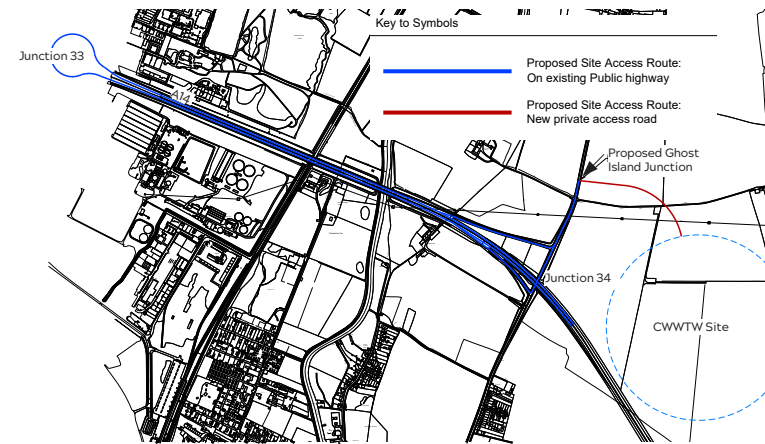 Key to Symbols
Proposed Site Access Route:
On existing Public highway
Proposed Site Access Route:
New private access road
Junction 33
A14
Proposed Ghost
Island Junction
Junction 34
CWWTW Site